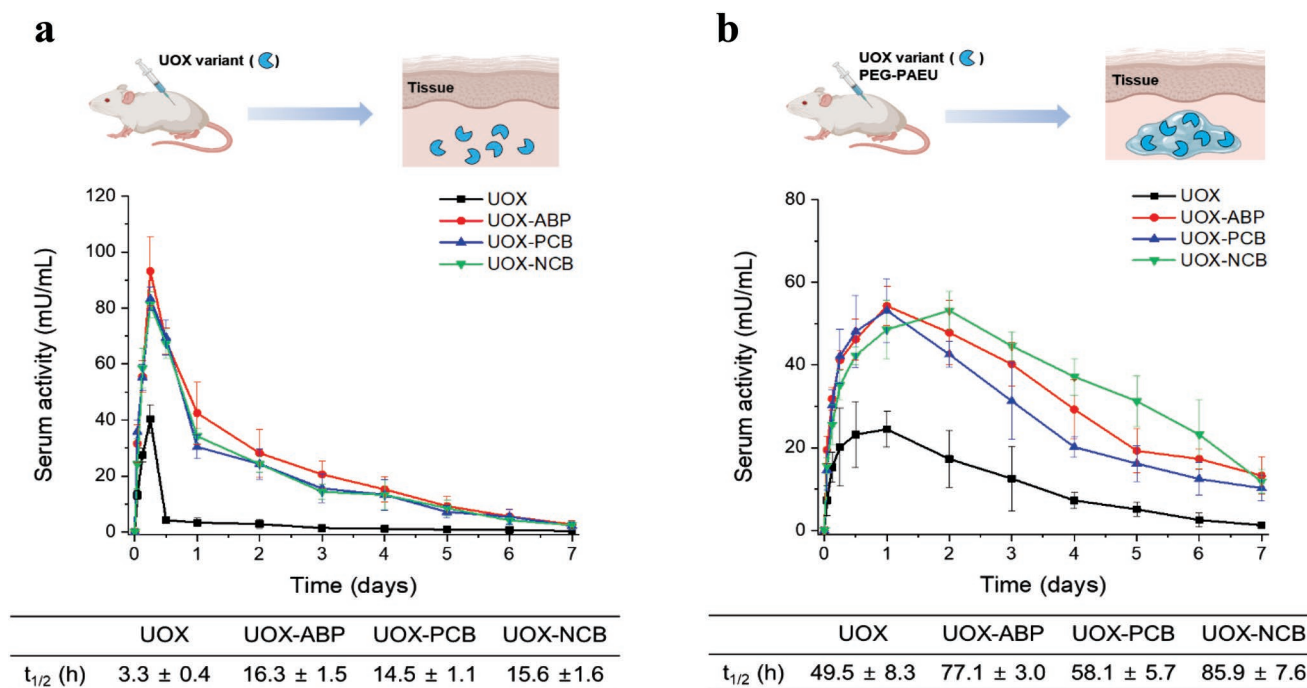 a
UOX variant ( )
Tissue
UOX
UOX-ABP
UOX-PCB
UOX-NCB
120
100
80
60
40
20
0
Serum activity (mU/mL)
0 1 2 3 4 5 6 7
Time (days)
UOX UOX-ABP UOX-PCB UOX-NCB
t1/2 (h) 3.3 ± 0.4 16.3 ± 1.5 14.5 ± 1.1 15.6 ±1.6
b
UOX variant ( )
PEG-PAEU
Tissue
UOX
UOX-ABP
UOX-PCB
UOX-NCB
80
60
40
20
0
Serum activity (mU/mL)
0 1 2 3 4 5 6 7
Time (days)
UOX UOX-ABP UOX-PCB UOX-NCB
t1/2 (h) 49.5 ± 8.3 77.1 ± 3.0 58.1 ± 5.7 85.9 ± 7.6